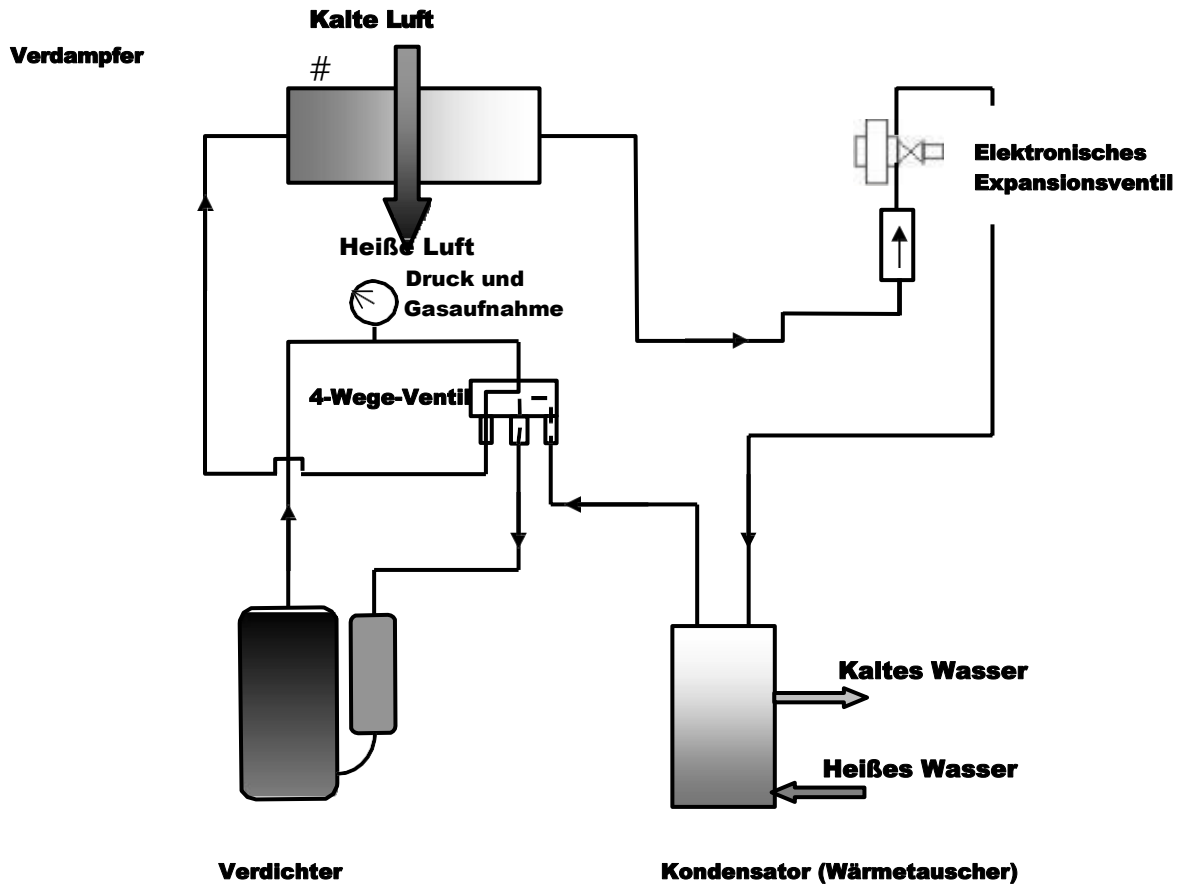 Kalte Luft
Verdampfer
#
Elektronisches
Expansionsventil
Heiße Luft
Druck und
Gasaufnahme
4-Wege-Ventil
Kaltes Wasser
Heißes Wasser
Verdichter
Kondensator (Wärmetauscher)